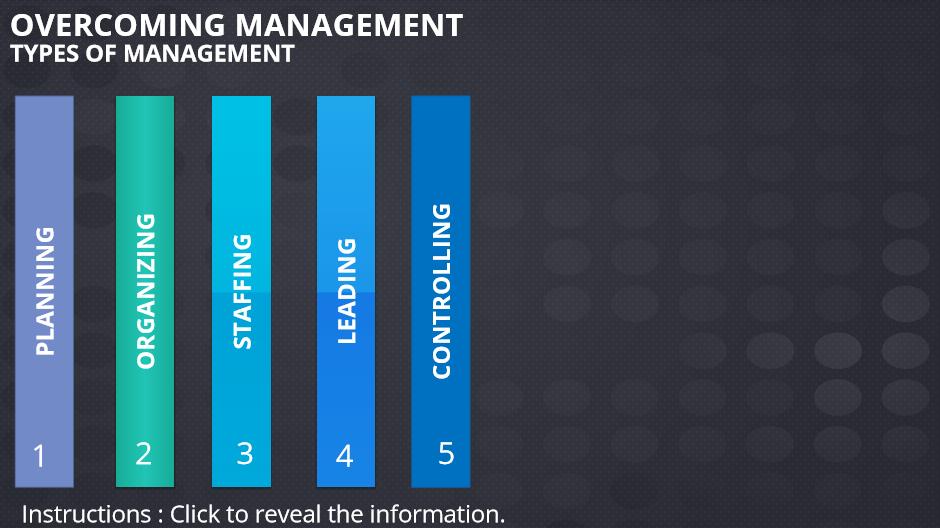 OVERCOMING MANAGEMENT
TYPES OF MANAGEMENT
PLANNING
1
ORGANIZING
2
STAFFING
3
LEADING
4
CONTROLLING
5
Instructions : Click to reveal the information.